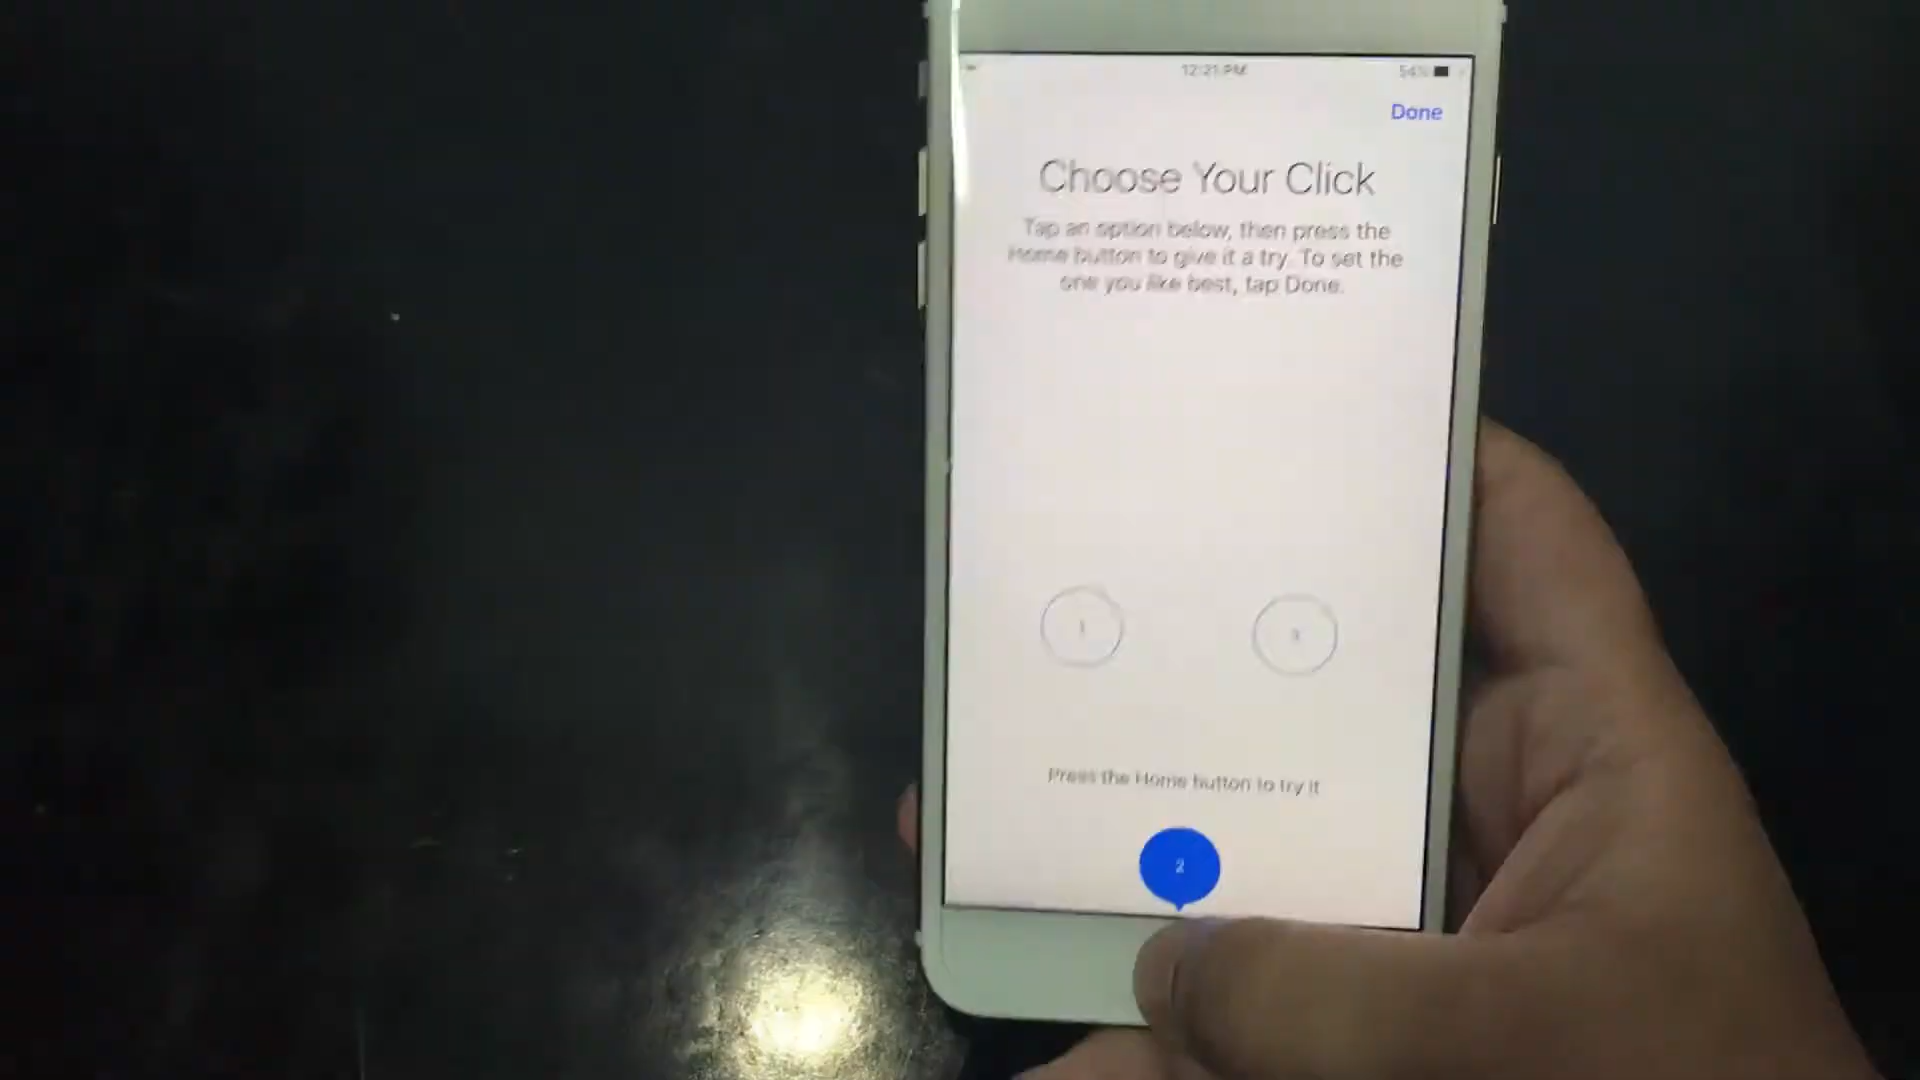 12:21 PM
54%
Done
Choose Your Click
Tap an option below, then press the
Home button to give it a try. To set the
one you like best, tap Done.
1
3
Press the Home button to try it
2